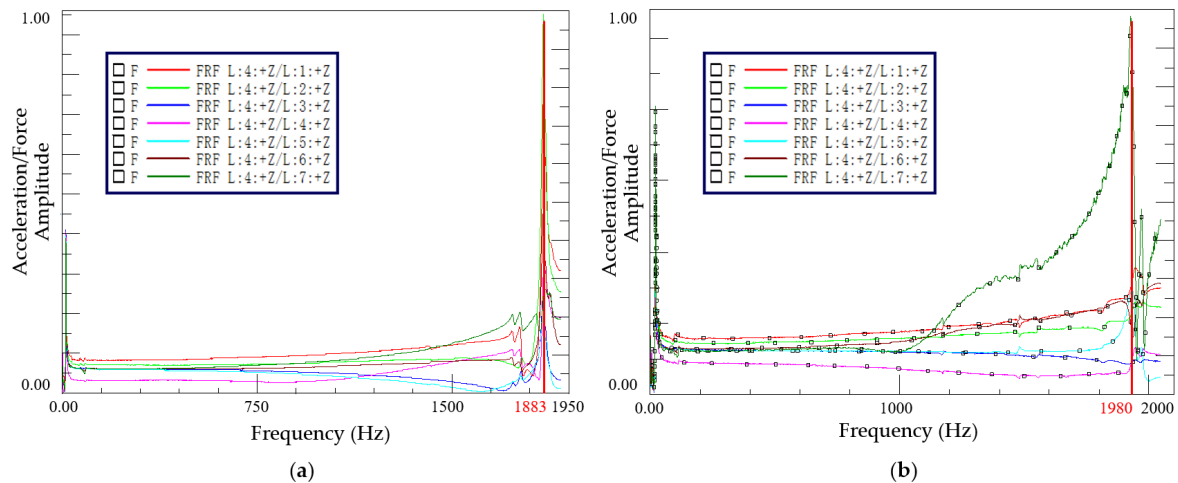 1.00
□ F FRF L:4:+Z/L:1:+Z
□ F FRF L:4:+Z/L:2:+Z
□ F FRF L:4:+Z/L:3:+Z
□ F FRF L:4:+Z/L:4:+Z
□ F FRF L:4:+Z/L:5:+Z
□ F FRF L:4:+Z/L:6:+Z
□ F FRF L:4:+Z/L:7:+Z
Acceleration/Force
Amplitude
0.00
0.00 750 1500 1883 1950
Frequency (Hz)
(a)
1.00
□ F FRF L:4:+Z/L:1:+Z
□ F FRF L:4:+Z/L:2:+Z
□ F FRF L:4:+Z/L:3:+Z
□ F FRF L:4:+Z/L:4:+Z
□ F FRF L:4:+Z/L:5:+Z
□ F FRF L:4:+Z/L:6:+Z
□ F FRF L:4:+Z/L:7:+Z
Acceleration/Force
Amplitude
0.00
0.00 1000 1980 2000
Frequency (Hz)
(b)